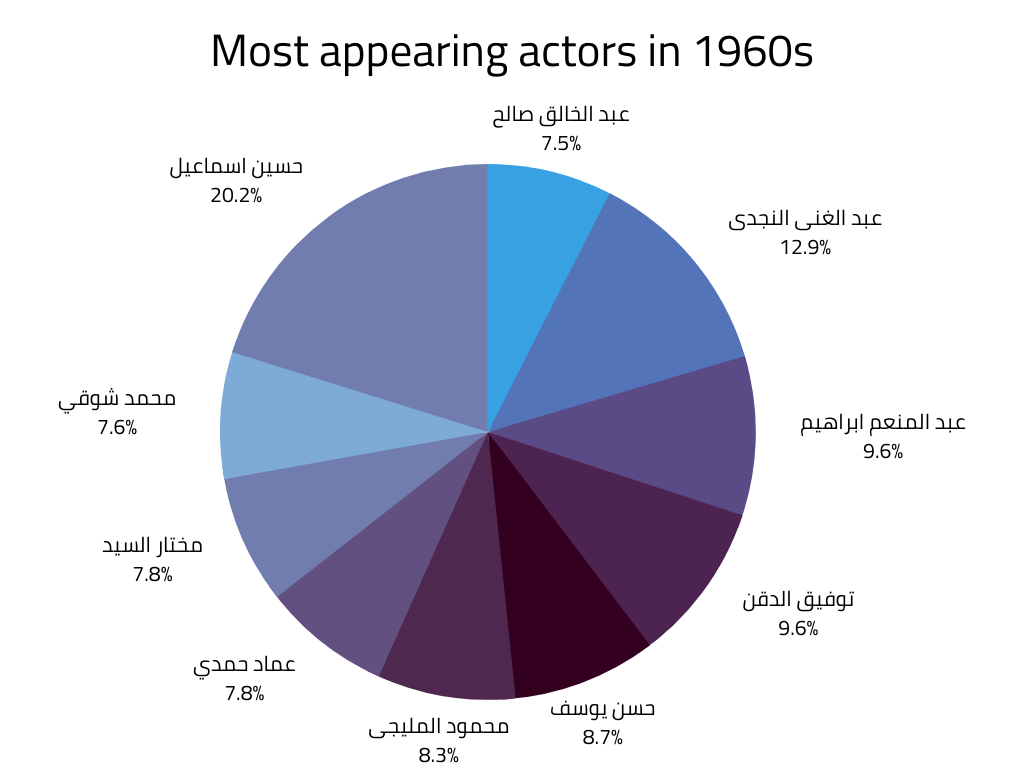 Most appearing actors in 1960s
عبد الخالق صالح
7.5%
حسين اسماعيل
20.2%
عبد الغنى النجدى
12.9%
محمد شوقي
7.6%
عبد المنعم ابراهيم
9.6%
مختار السيد
7.8%
توفيق الدقن
9.6%
عماد حمدي
7.8%
حسن يوسف
8.7%
محمود المليجى
8.3%